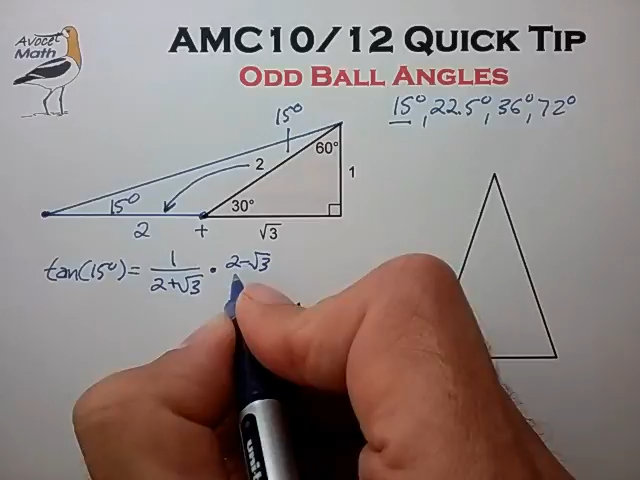 Avocet
Math
AMC10/12 QUICK TIP
ODD BALL ANGLES
15°, 22.5°, 36°, 72°
15°
60°
2
1
15°
30°
2 + √3
tan(15°) = 1/(2+√3) • 2-√3
uni